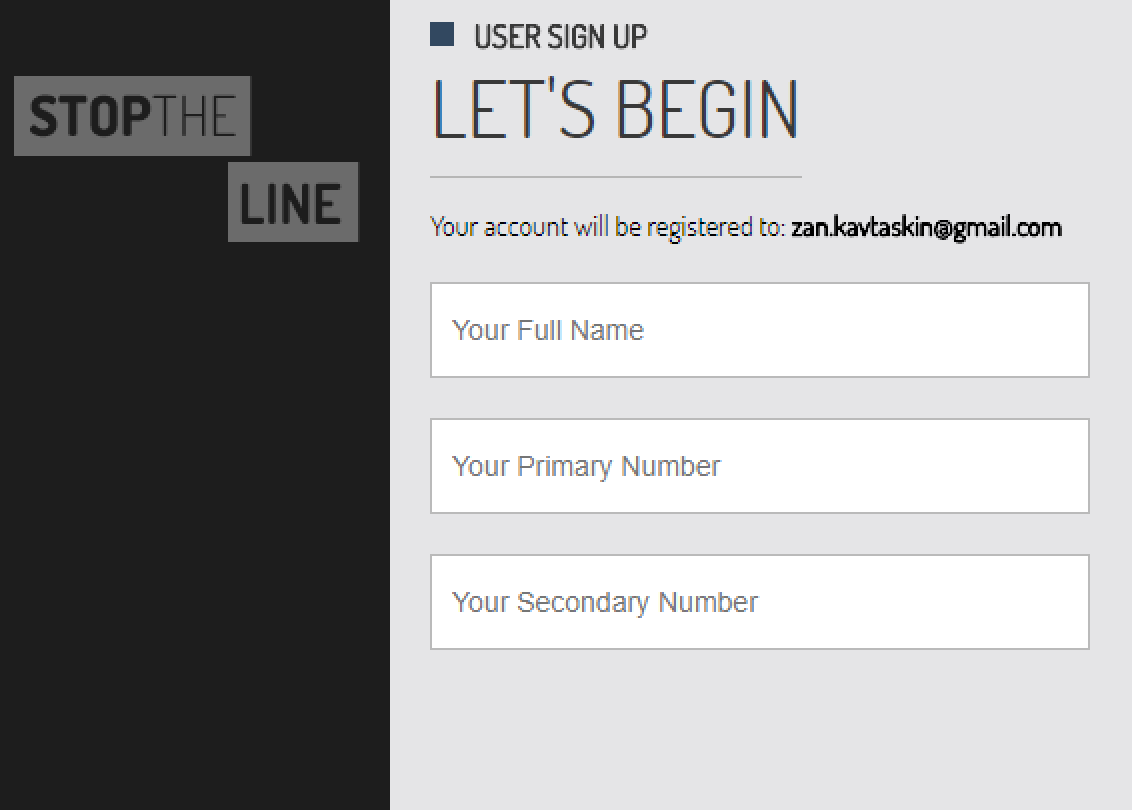 STOPTHE
LINE
USER SIGN UP
LET'S BEGIN
Your account will be registered to: zan.kavtaskin@gmail.com
Your Full Name
Your Primary Number
Your Secondary Number